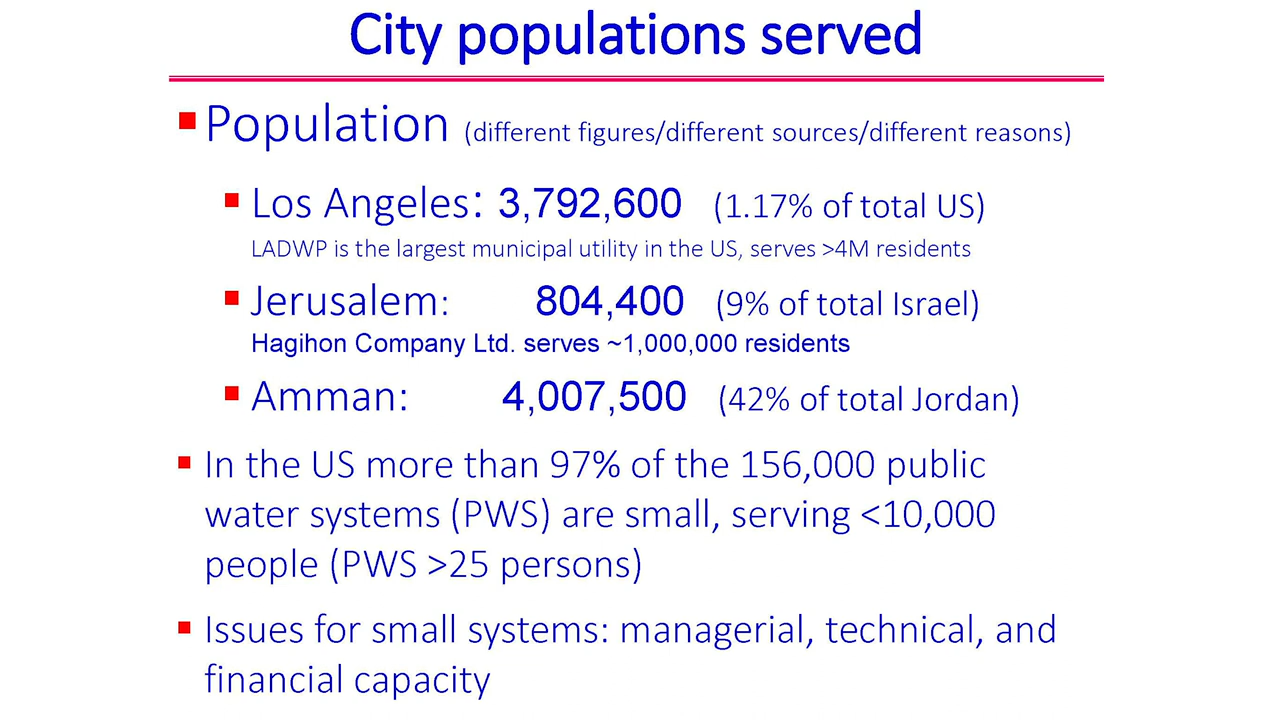 City populations served
▪Population (different figures/different sources/different reasons)
▪ Los Angeles: 3,792,600 (1.17% of total US)
LADWP is the largest municipal utility in the US, serves >4M residents
▪ Jerusalem: 804,400 (9% of total Israel)
Hagihon Company Ltd. serves ~1,000,000 residents
▪ Amman: 4,007,500 (42% of total Jordan)
▪ In the US more than 97% of the 156,000 public
water systems (PWS) are small, serving <10,000
people (PWS >25 persons)
▪ Issues for small systems: managerial, technical, and
financial capacity